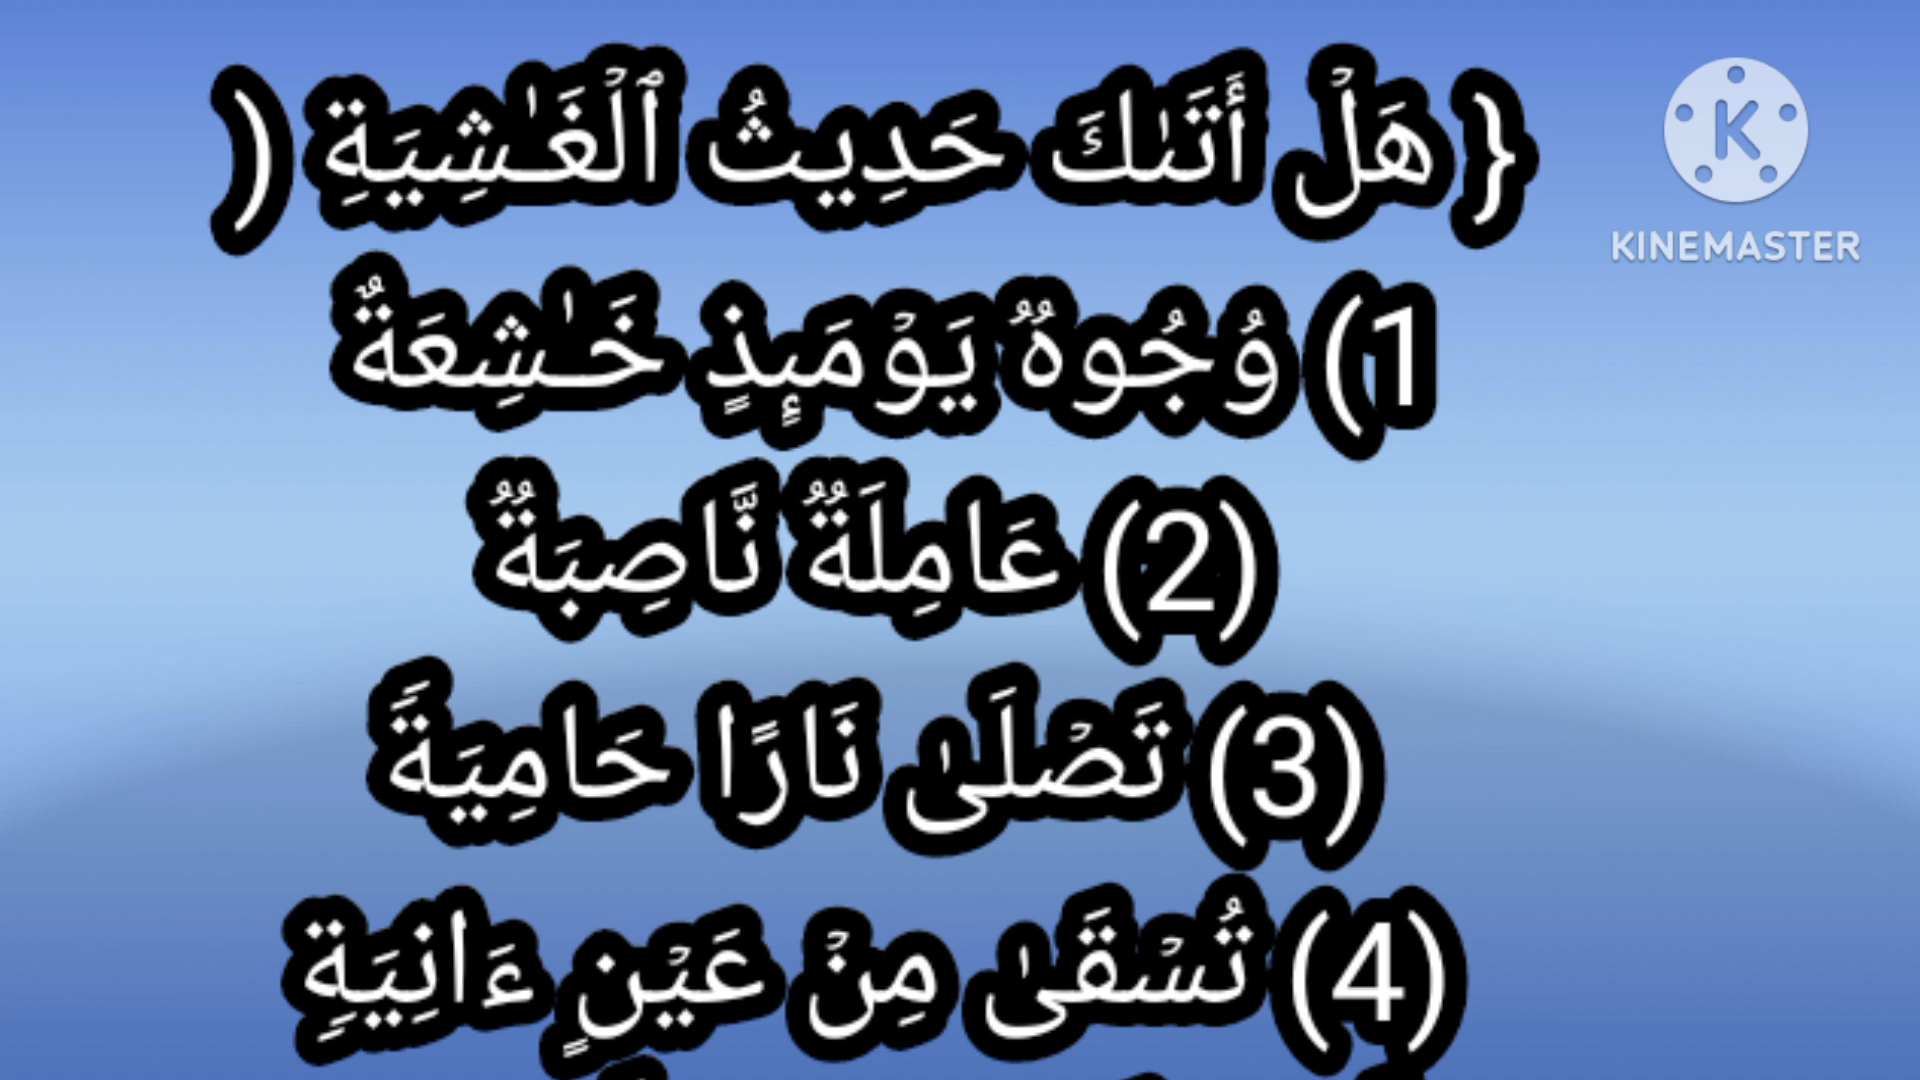 { هَلۡ أَتَىٰكَ حَدِيثُ ٱلۡغَـٰشِيَةِ (
1) وُجُوهࣱ يَوۡمَىِٕذٍ خَـٰشِعَةٌ
(2) عَامِلَةࣱ نَّاصِبَةࣱ
(3) تَصۡلَىٰ نَارًا حَامِيَةࣰ
(4) تُسۡقَىٰ مِنۡ عَيۡنٍ ءَانِيَةࣲ
KINEMASTER